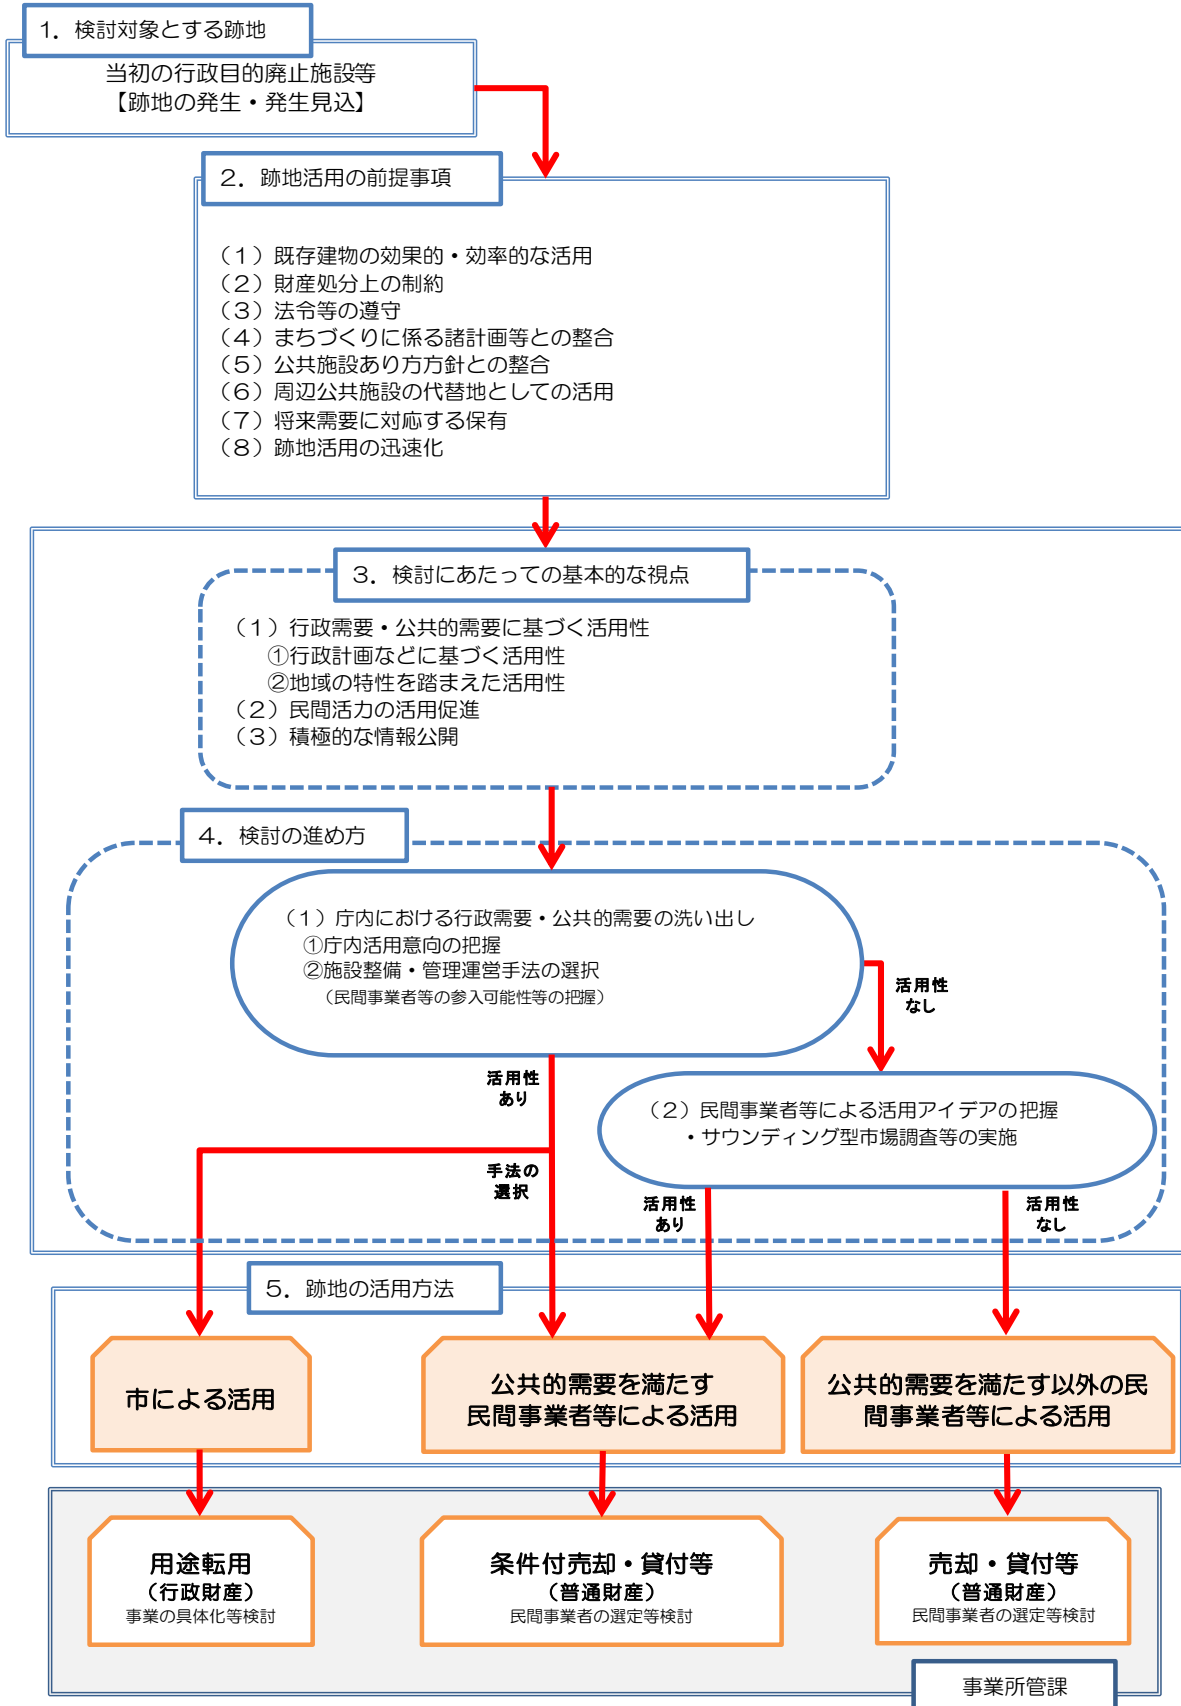 1．検討対象とする跡地
当初の行政目的廃止施設等
【跡地の発生・発生見込】
2．跡地活用の前提事項
（1）既存建物の効果的・効率的な活用
（2）財産処分上の制約
（3）法令等の遵守
（4）まちづくりに係る諸計画等との整合
（5）公共施設あり方方針との整合
（6）周辺公共施設の代替地としての活用
（7）将来需要に対応する保有
（8）跡地活用の迅速化
3．検討にあたっての基本的な視点
（1）行政需要・公共的需要に基づく活用性
①行政計画などに基づく活用性
②地域の特性を踏まえた活用性
（2）民間活力の活用促進
（3）積極的な情報公開
4．検討の進め方
（1）庁内における行政需要・公共的需要の洗い出し
①庁内活用意向の把握
②施設整備・管理運営手法の選択
（民間事業者等の参入可能性等の把握）
活用性
なし
活用性
あり
（2）民間事業者等による活用アイデアの把握
・サウンディング型市場調査等の実施
手法の
選択
活用性
あり
活用性
なし
5．跡地の活用方法
市による活用
公共的需要を満たす
民間事業者等による活用
公共的需要を満たす以外の民
間事業者等による活用
用途転用
（行政財産）
事業の具体化等検討
条件付売却・貸付等
（普通財産）
民間事業者の選定等検討
売却・貸付等
（普通財産）
民間事業者の選定等検討
事業所管課